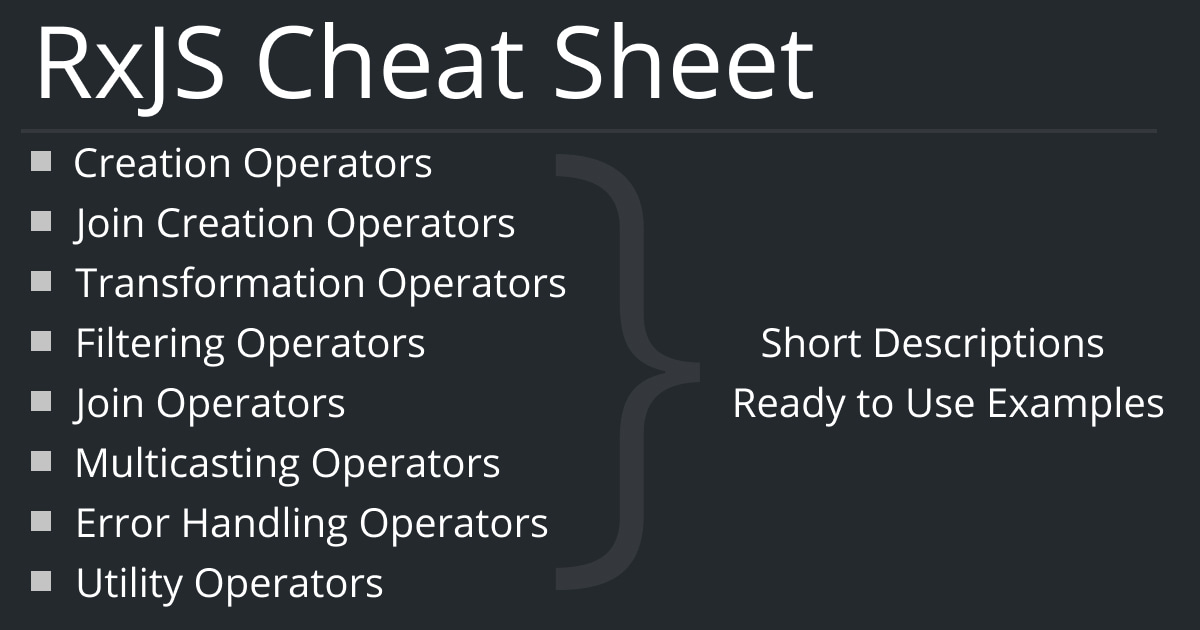 RxJS Cheat Sheet
Creation Operators
Join Creation Operators
Transformation Operators
Filtering Operators
Join Operators
Multicasting Operators
Error Handling Operators
Utility Operators
Short Descriptions
Ready to Use Examples